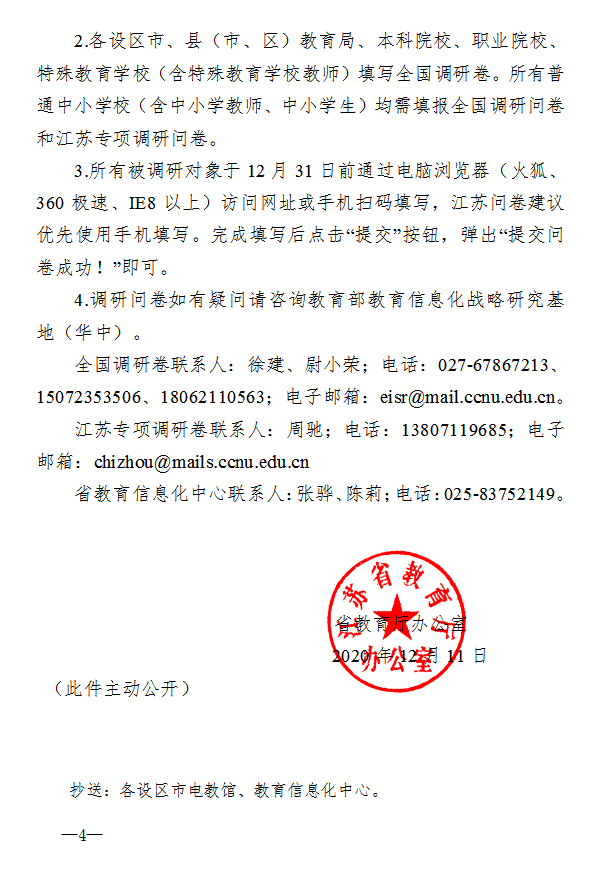 2.各设区市、县（市、区）教育局、本科院校、职业院校、
特殊教育学校（含特殊教育学校教师）填写全国调研卷。所有普
通中小学校（含中小学教师、中小学生）均需填报全国调研问卷
和江苏专项调研问卷。
3.所有被调研对象于 12 月 31 日前通过电脑浏览器（火狐、
360 极速、IE8 以上）访问网址或手机扫码填写，江苏问卷建议
优先使用手机填写。完成填写后点击“提交”按钮，弹出“提交问
卷成功！”即可。
4.调研问卷如有疑问请咨询教育部教育信息化战略研究基
地（华中）。
全国调研卷联系人：徐建、尉小荣；电话：027-67867213、
15072353506、18062110563；电子邮箱：eisr@mail.ccnu.edu.cn。
江苏专项调研卷联系人：周驰；电话：13807119685；电子
邮箱：chizhou@mails.ccnu.edu.cn
省教育信息化中心联系人：张骅、陈莉；电话：025-83752149。
江苏省教育厅
省教育厅办公室
办公室
2020 年 12 月 11 日
（此件主动公开）
抄送：各设区市电教馆、教育信息化中心。
—4—